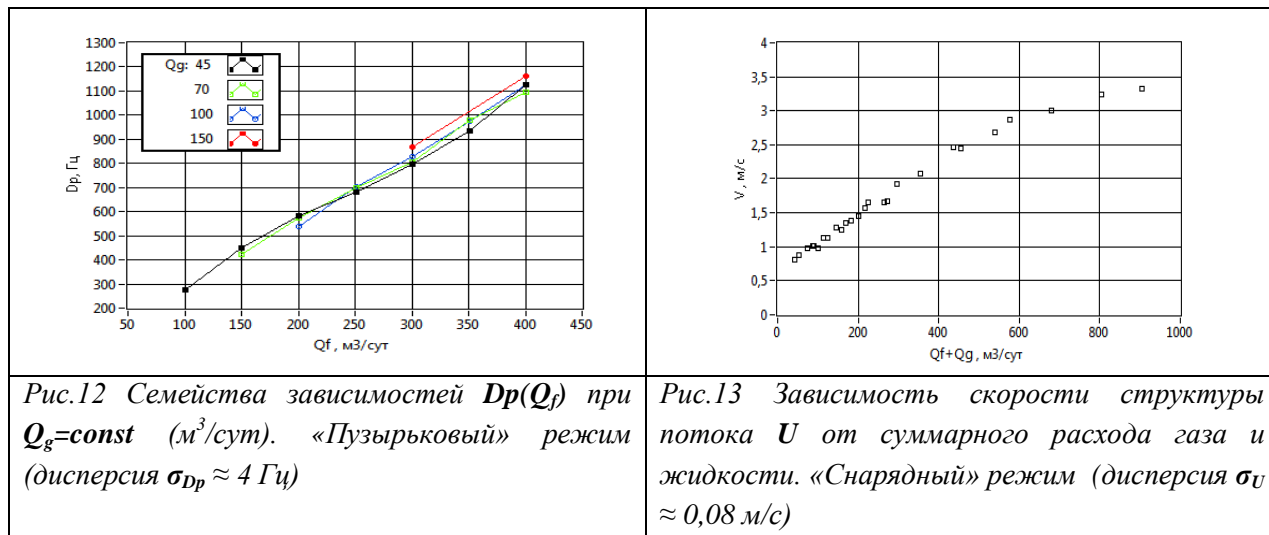 1300
1200
1100
1000
900
800
700
600
500
400
300
200
Dp, Гц
Qg: 45
70
100
150
50 100 150 200 250 300 350 400 450
Qf , м3/сут
4
3,5
3
2,5
2
1,5
1
0,5
0
V, м/с
0 200 400 600 800 1000
Qf+Qg , м3/сут
Рис.12 Семейства зависимостей Dp(Qf) при
Qg=const (м³/сут). «Пузырьковый» режим
(дисперсия σDp ≈ 4 Гц)
Рис.13 Зависимость скорости структуры
потока U от суммарного расхода газа и
жидкости. «Снарядный» режим (дисперсия σU
≈ 0,08 м/с)